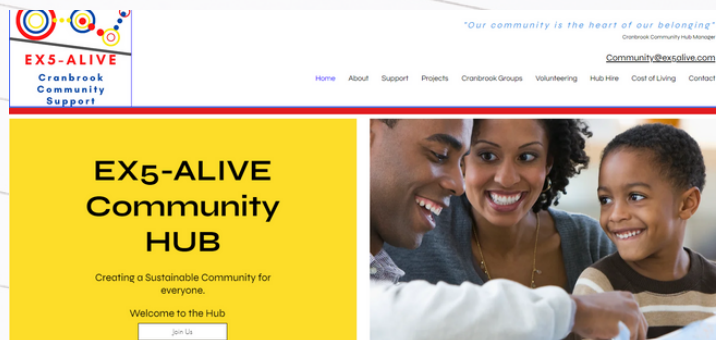 "Our community is the heart of our belonging"
Cranbrook Community Hub Manager
Community@ex5alive.com
EX5-ALIVE
Cranbrook
Community
Support
Home About Support Projects Cranbrook Groups Volunteering Hub Hire Cost of Living Contact
EX5-ALIVE
Community
HUB
Creating a Sustainable Community for
everyone.
Welcome to the Hub
Join Us